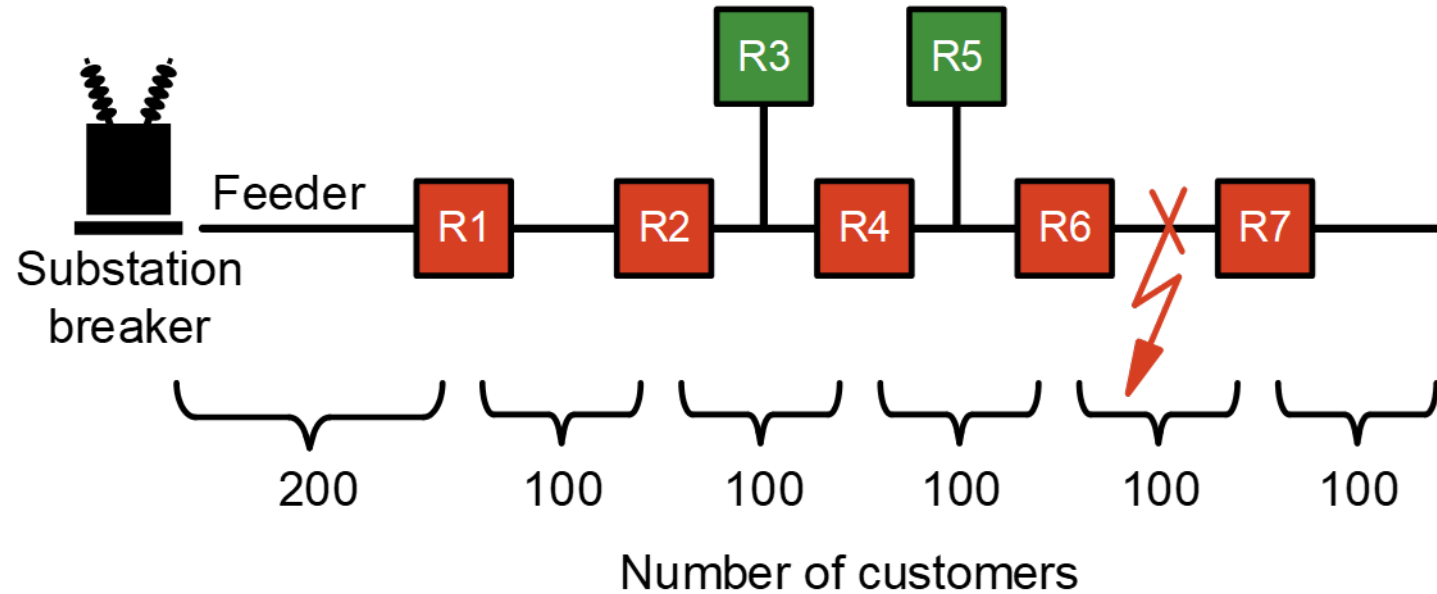 R3
R5
Feeder
R1
R2
R4
R6
R7
Substation
breaker
200
100
100
100
100
100
Number of customers